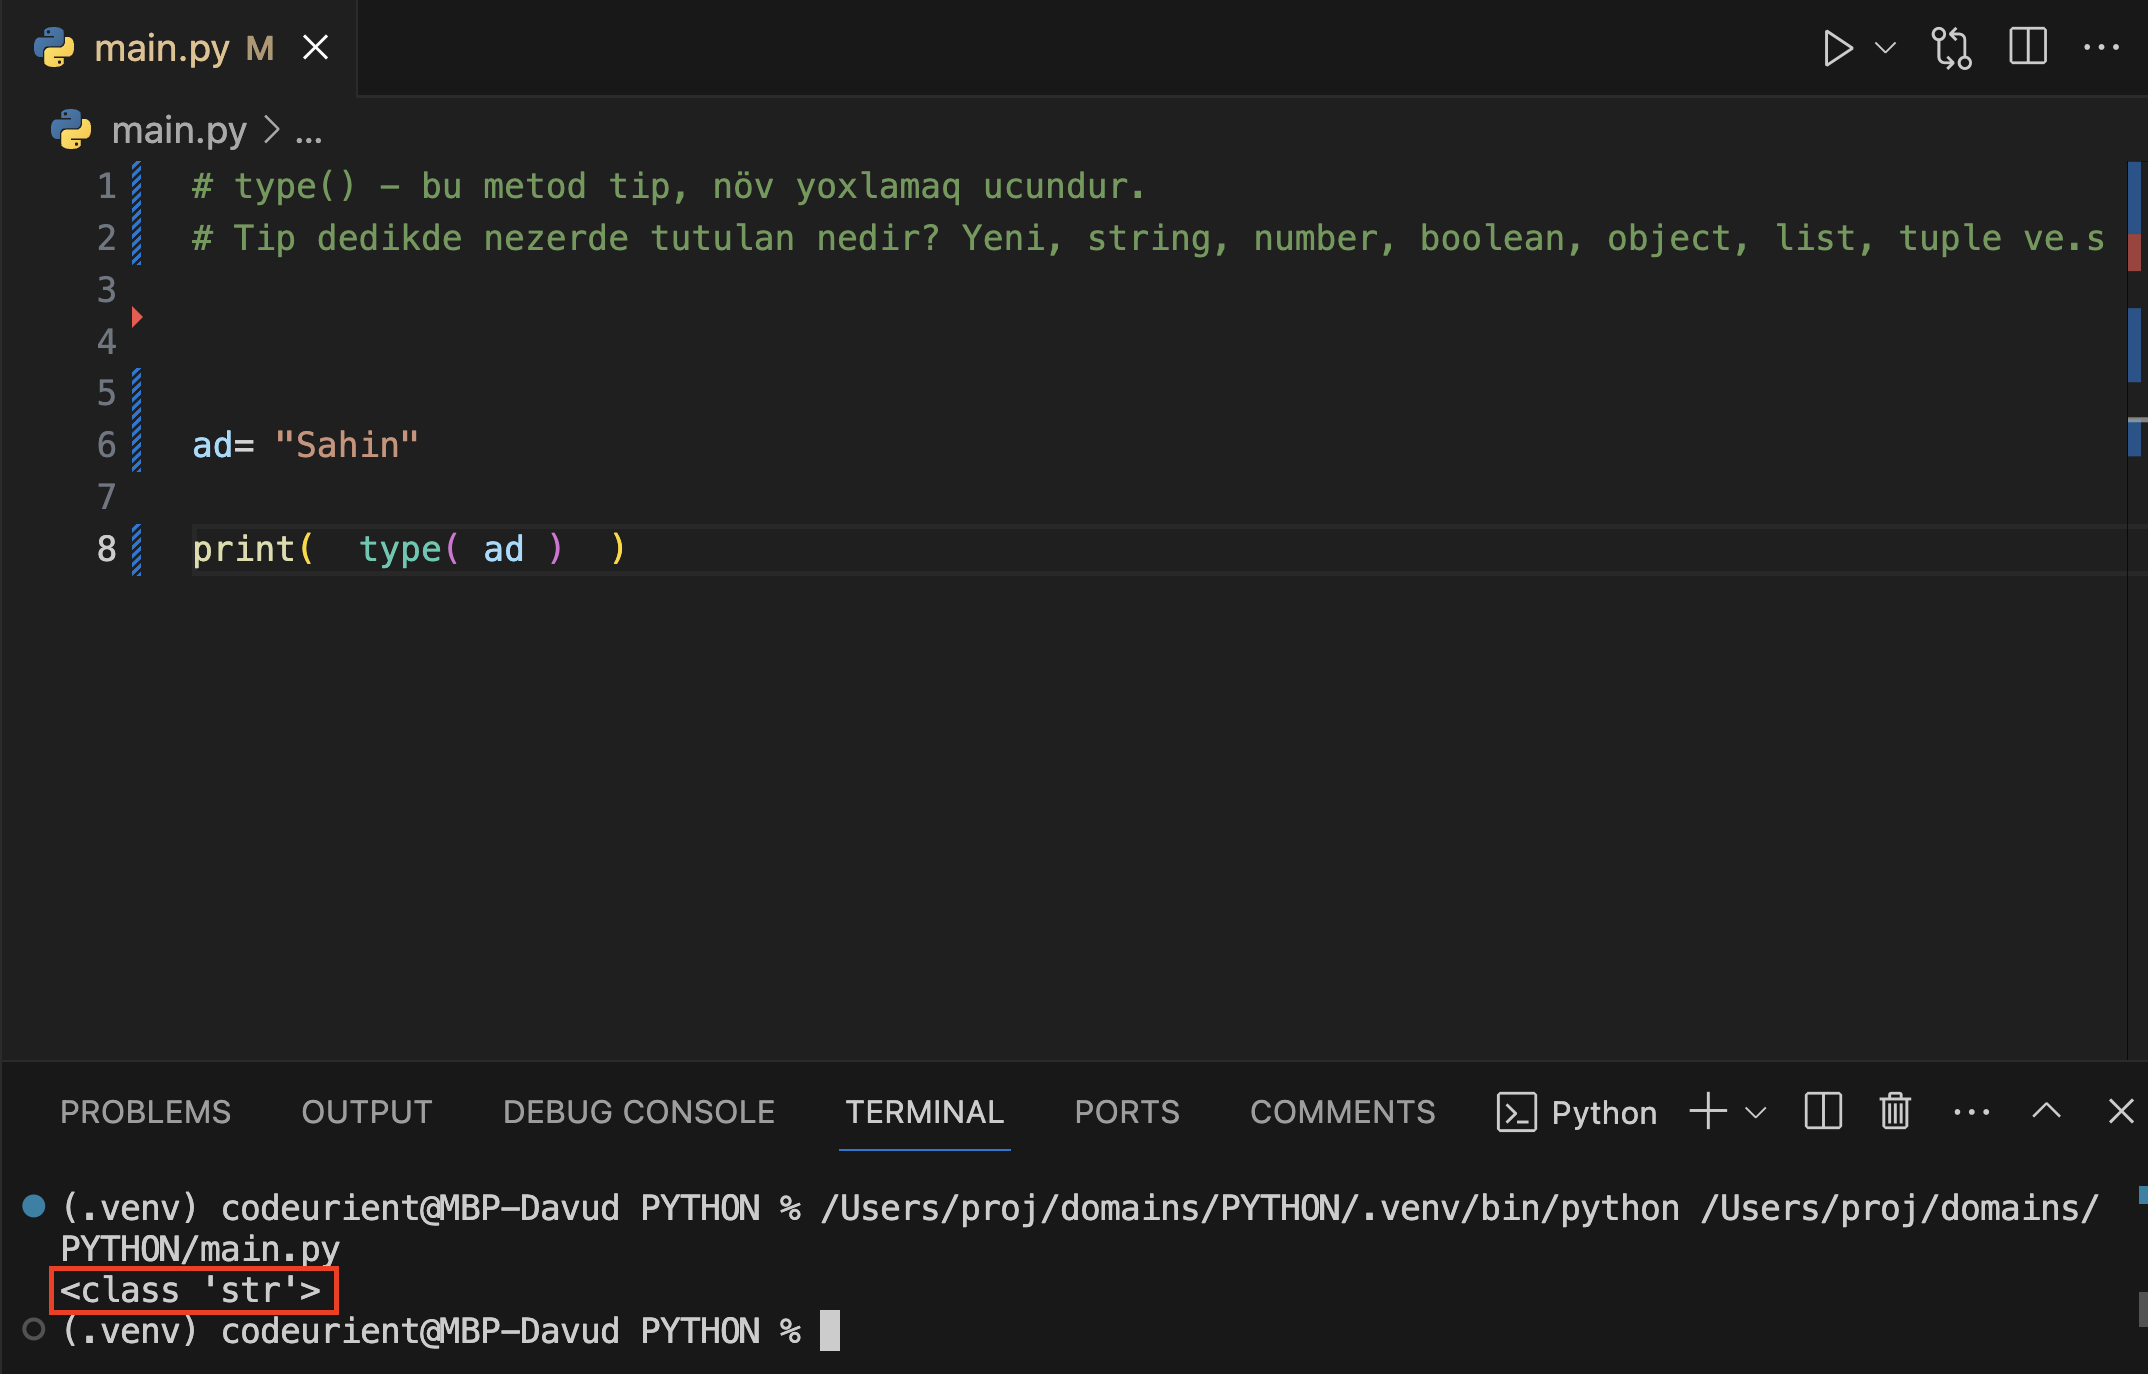 main.py M
main.py > ...
1 # type() - bu metod tip, növ yoxlamaq ucundur.
2 # Tip dedikde nezerde tutulan nedir? Yeni, string, number, boolean, object, list, tuple ve.s
3
4
5
6 ad= "Sahin"
7
8 print(  type( ad )  )
PROBLEMS OUTPUT DEBUG CONSOLE TERMINAL PORTS COMMENTS Python
(.venv) codeurient@MBP-Davud PYTHON % /Users/proj/domains/PYTHON/.venv/bin/python /Users/proj/domains/
PYTHON/main.py
<class 'str'>
(.venv) codeurient@MBP-Davud PYTHON %